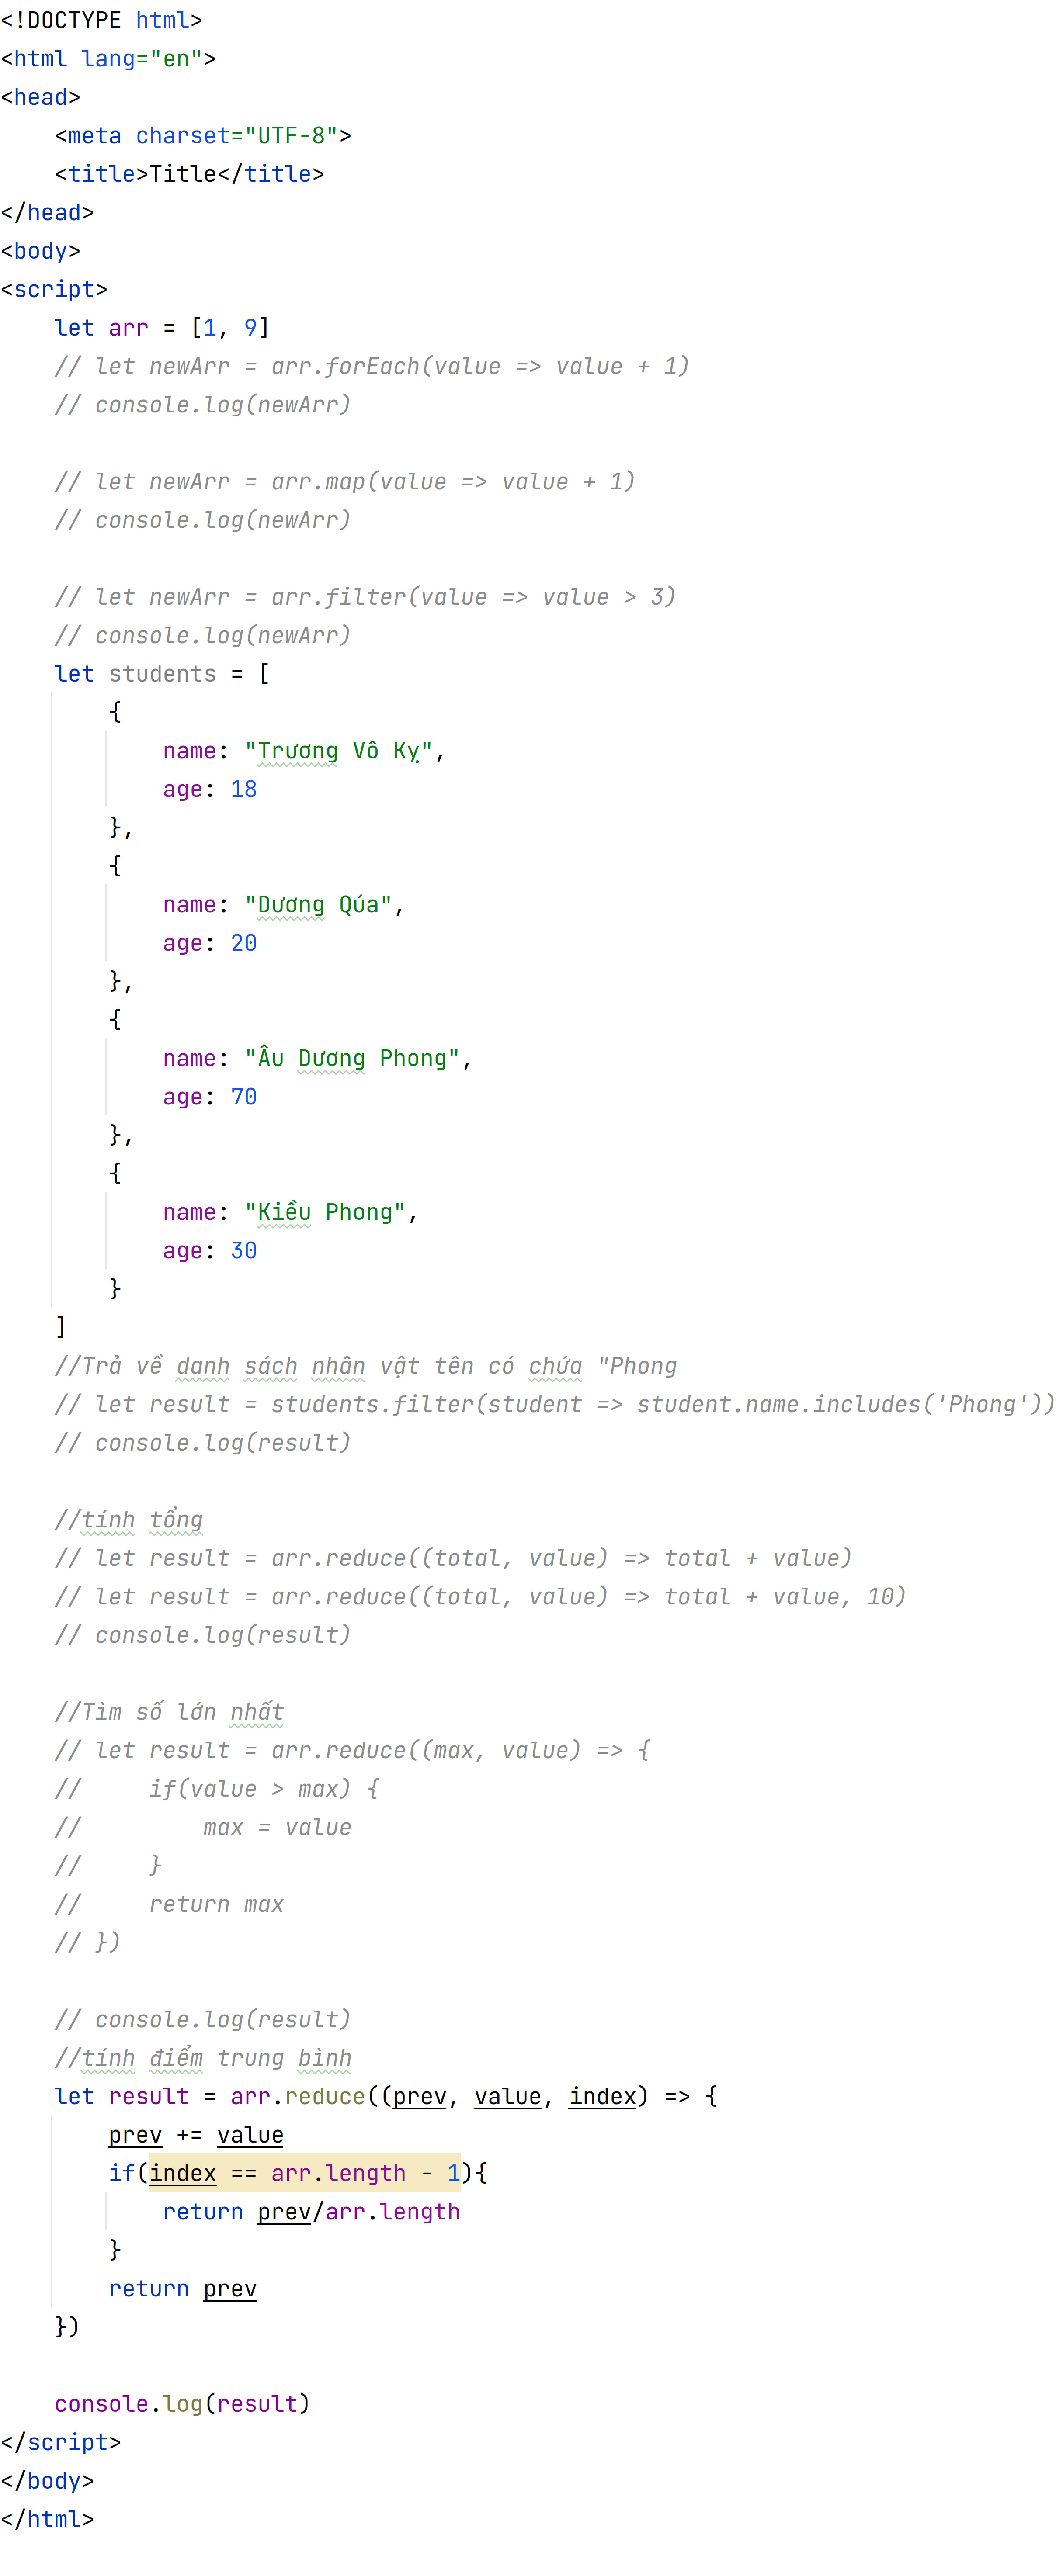 <!DOCTYPE html>
<html lang="en">
<head>
    <meta charset="UTF-8">
    <title>Title</title>
</head>
<body>
<script>
    let arr = [1, 9]
    // let newArr = arr.forEach(value => value + 1)
    // console.log(newArr)

    // let newArr = arr.map(value => value + 1)
    // console.log(newArr)

    // let newArr = arr.filter(value => value > 3)
    // console.log(newArr)
    let students = [
        {
            name: "Trương Vô Kỵ",
            age: 18
        },
        {
            name: "Dương Qúa",
            age: 20
        },
        {
            name: "Âu Dương Phong",
            age: 70
        },
        {
            name: "Kiều Phong",
            age: 30
        }
    ]
    //Trả về danh sách nhân vật tên có chứa "Phong
    // let result = students.filter(student => student.name.includes('Phong'))
    // console.log(result)

    //tính tổng
    // let result = arr.reduce((total, value) => total + value)
    // let result = arr.reduce((total, value) => total + value, 10)
    // console.log(result)

    //Tìm số lớn nhất
    // let result = arr.reduce((max, value) => {
    //     if(value > max) {
    //         max = value
    //     }
    //     return max
    // })

    // console.log(result)
    //tính điểm trung bình
    let result = arr.reduce((prev, value, index) => {
        prev += value
        if(index == arr.length - 1){
            return prev/arr.length
        }
        return prev
    })

    console.log(result)
</script>
</body>
</html>